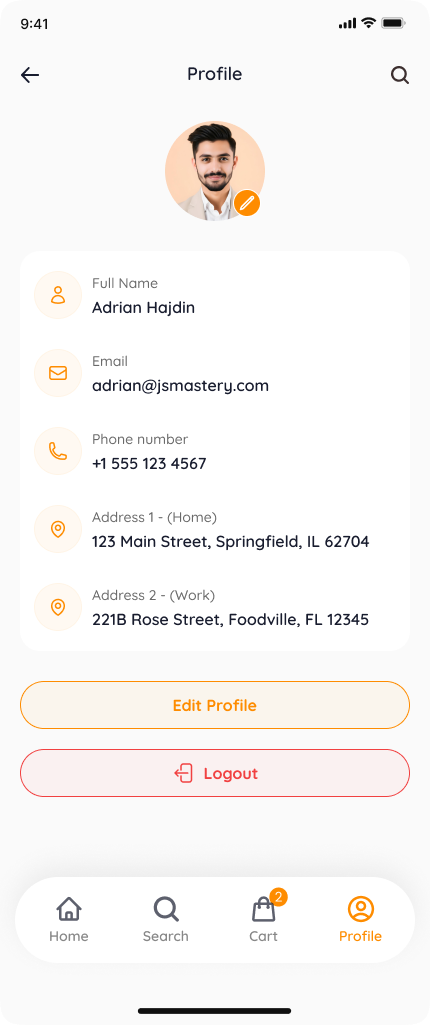 9:41
Profile
Full Name
Adrian Hajdin
Email
adrian@jsmastery.com
Phone number
+1 555 123 4567
Address 1 - (Home)
123 Main Street, Springfield, IL 62704
Address 2 - (Work)
221B Rose Street, Foodville, FL 12345
Edit Profile
Logout
2
Home
Search
Cart
Profile